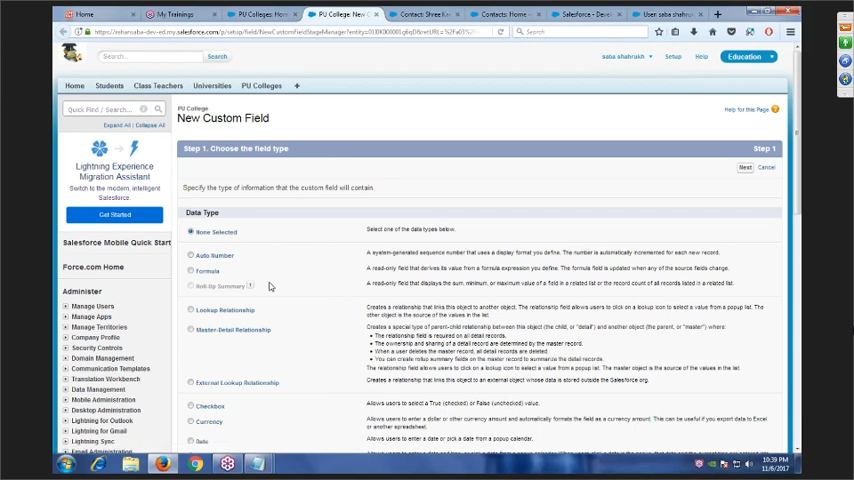 Home
My Trainings
PU Colleges: Hom
PU College: New C
Contact: Shree Ka
Contacts: Home ~
Salesforce - Devel
User: saba shahruk
Search
Search...
Search
saba shahrukh
Setup
Help
Education
Home
Students
Class Teachers
Universities
PU Colleges
+
Quick Find / Search...
Expand All | Collapse All
Lightning Experience
Migration Assistant
Switch to the modern, intelligent
Salesforce.
Get Started
Salesforce Mobile Quick Start
Force.com Home
Administer
Manage Users
Manage Apps
Manage Territories
Company Profile
Security Controls
Domain Management
Communication Templates
Translation Workbench
Data Management
Mobile Administration
Desktop Administration
Lightning for Outlook
Lightning for Gmail
Lightning Sync
Email Administration
PU College
New Custom Field
Help for this Page
Step 1. Choose the field type
Step 1
Next
Cancel
Specify the type of information that the custom field will contain.
Data Type
None Selected
Select one of the data types below.
Auto Number
A system-generated sequence number that uses a display format you define. The number is automatically incremented for each new record.
Formula
A read-only field that derives its value from a formula expression you define. The formula field is updated when any of the source fields change.
Roll-Up Summary
A read-only field that displays the sum, minimum, or maximum value of a field in a related list or the record count of all records listed in a related list.
Lookup Relationship
Creates a relationship that links this object to another object. The relationship field allows users to click on a lookup icon to select a value from a popup list. The
other object is the source of the values in the list.
Master-Detail Relationship
Creates a special type of parent-child relationship between this object (the child, or "detail") and another object (the parent, or "master") where:
• The relationship field is required on all detail records.
• The ownership and sharing of a detail record are determined by the master record.
• When a user deletes the master record, all detail records are deleted.
• You can create rollup summary fields on the master record to summarize the detail records.
The relationship field allows users to click on a lookup icon to select a value from a popup list. The master object is the source of the values in the list.
External Lookup Relationship
Creates a relationship that links this object to an external object whose data is stored outside the Salesforce org.
Checkbox
Allows users to select a True (checked) or False (unchecked) value.
Currency
Allows users to enter a dollar or other currency amount and automatically formats the field as a currency amount. This can be useful if you export data to Excel
or another spreadsheet.
Date
Allows users to enter a date or pick a date from a popup calendar.
10:39 PM
11/6/2017